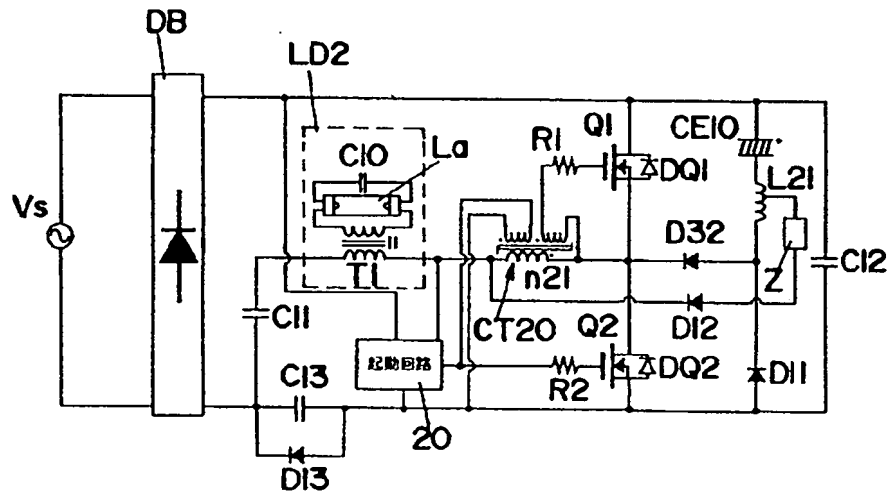 DB
LD2
Q1
CE10
C10
La
R1
DQ1
L21
Vs
D32
T1
n21
Z
C12
C11
CT20
Q2
D12
起動回路
C13
R2
DQ2
D11
20
D13